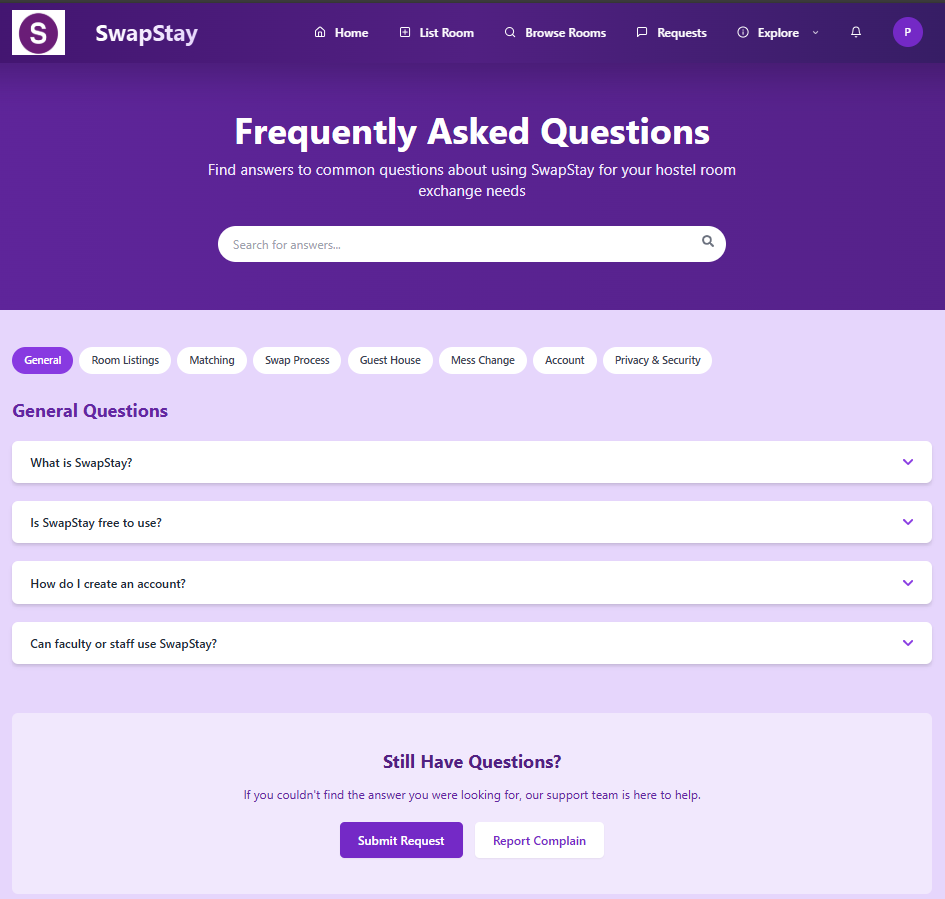 S
SwapStay
Home
List Room
Browse Rooms
Requests
Explore
P
Frequently Asked Questions
Find answers to common questions about using SwapStay for your hostel room
exchange needs
Search for answers...
General
Room Listings
Matching
Swap Process
Guest House
Mess Change
Account
Privacy & Security
General Questions
What is SwapStay?
Is SwapStay free to use?
How do I create an account?
Can faculty or staff use SwapStay?
Still Have Questions?
If you couldn't find the answer you were looking for, our support team is here to help.
Submit Request
Report Complain